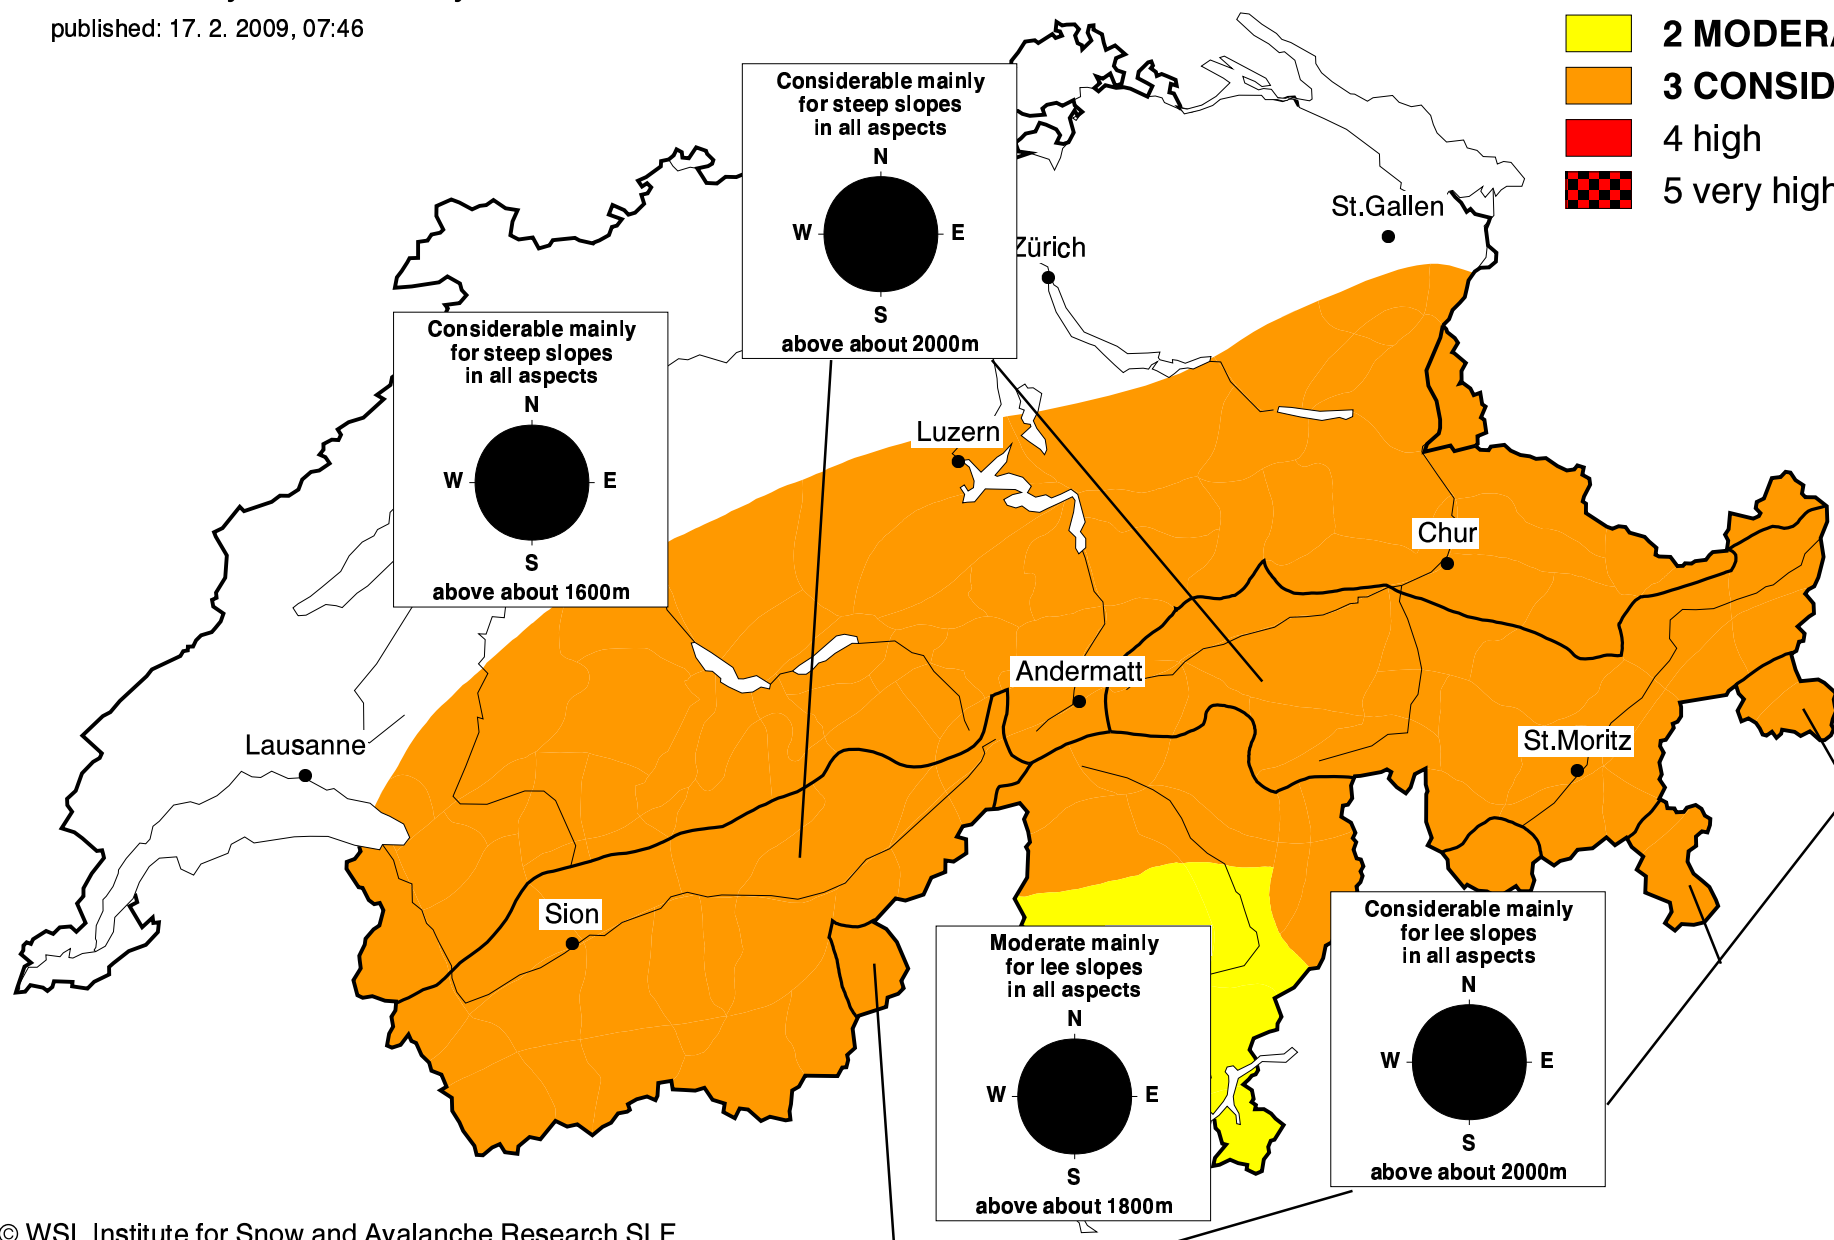 published: 17. 2. 2009, 07:46
2 MODERA
3 CONSID
4 high
5 very high
Considerable mainly
for steep slopes
in all aspects
N
W
E
S
above about 2000m
St.Gallen
Zürich
Considerable mainly
for steep slopes
in all aspects
N
W
E
S
above about 1600m
Luzern
Chur
Andermatt
Lausanne
St.Moritz
Sion
Moderate mainly
for lee slopes
in all aspects
N
W
E
S
above about 1800m
Considerable mainly
for lee slopes
in all aspects
N
W
E
S
above about 2000m
© WSL Institute for Snow and Avalanche Research SLF